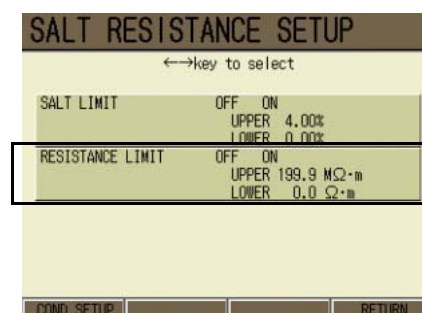 SALT RESISTANCE SETUP
←→key to select
SALT LIMIT OFF ON
UPPER 4.00%
LOWER 0.00%
RESISTANCE LIMIT OFF ON
UPPER 199.9 MΩ·m
LOWER 0.0 Ω·m
COND.SETUP RETURN